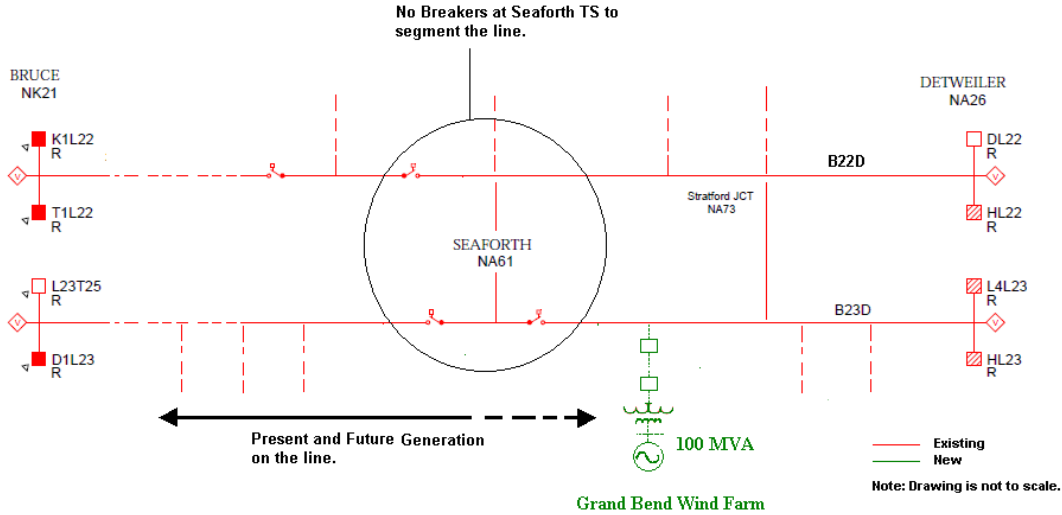 No Breakers at Seaforth TS to
segment the line.
BRUCE
NK21
DETWEILER
NA26
K1L22
R
DL22
R
V
B22D
V
Stratford JCT
NA73
T1L22
R
HL22
R
SEAFORTH
NA61
L23T25
R
L4L23
R
V
B23D
V
D1L23
R
HL23
R
Present and Future Generation
on the line.
100 MVA
Existing
New
Grand Bend Wind Farm
Note: Drawing is not to scale.